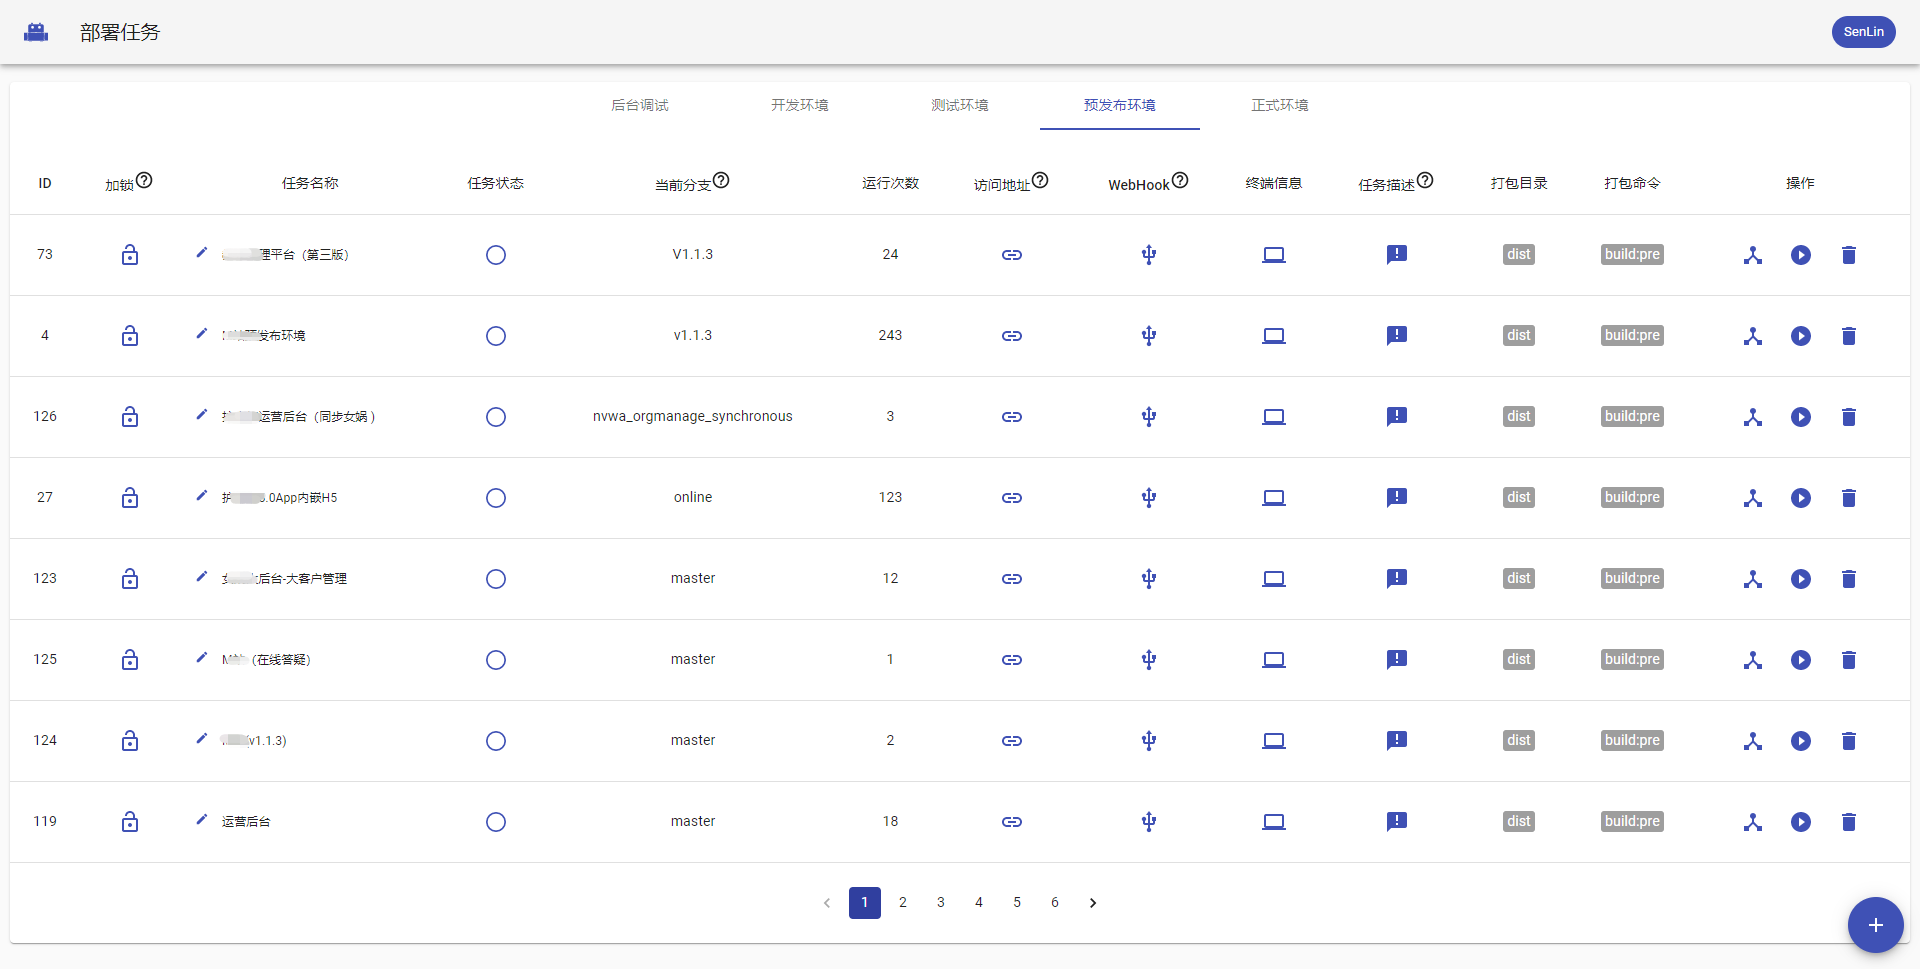 部署任务
SenLin
后台调试 开发环境 测试环境 预发布环境 正式环境
ID 加锁 任务名称 任务状态 当前分支 运行次数 访问地址 WebHook 终端信息 任务描述 打包目录 打包命令 操作
73 理平台（第三版） V1.1.3 24 dist build:pre
4 发布环境 v1.1.3 243 dist build:pre
126 运营后台（同步女娲） nvwa_orgmanage_synchronous 3 dist build:pre
27 护 .0App内嵌H5 online 123 dist build:pre
123 后台-大客户管理 master 12 dist build:pre
125 (在线答疑) master 1 dist build:pre
124 (v1.1.3) master 2 dist build:pre
119 运营后台 master 18 dist build:pre
1 2 3 4 5 6